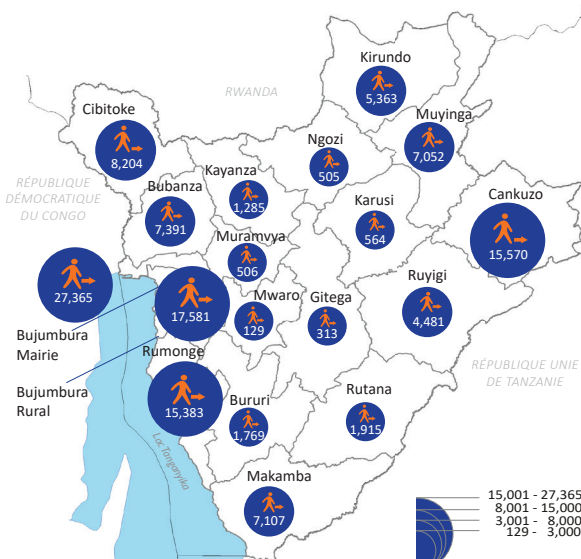 Kirundo
5,363
RWANDA
Cibitoke
8,204
Muyinga
7,052
Ngozi
505
Kayanza
1,285
RÉPUBLIQUE
DÉMOCRATIQUE
DU CONGO
Bubanza
7,391
Karusi
564
Cankuzo
15,570
Muramvya
506
27,365
17,581
Mwaro
129
Gitega
313
Ruyigi
4,481
Bujumbura
Mairie
Bujumbura
Rural
Rumonge
15,383
RÉPUBLIQUE UNIE
DE TANZANIE
Bururi
1,769
Rutana
1,915
Lac Tanganyika
Makamba
7,107
15,001 - 27,365
8,001 - 15,000
3,001 - 8,000
129 - 3,000